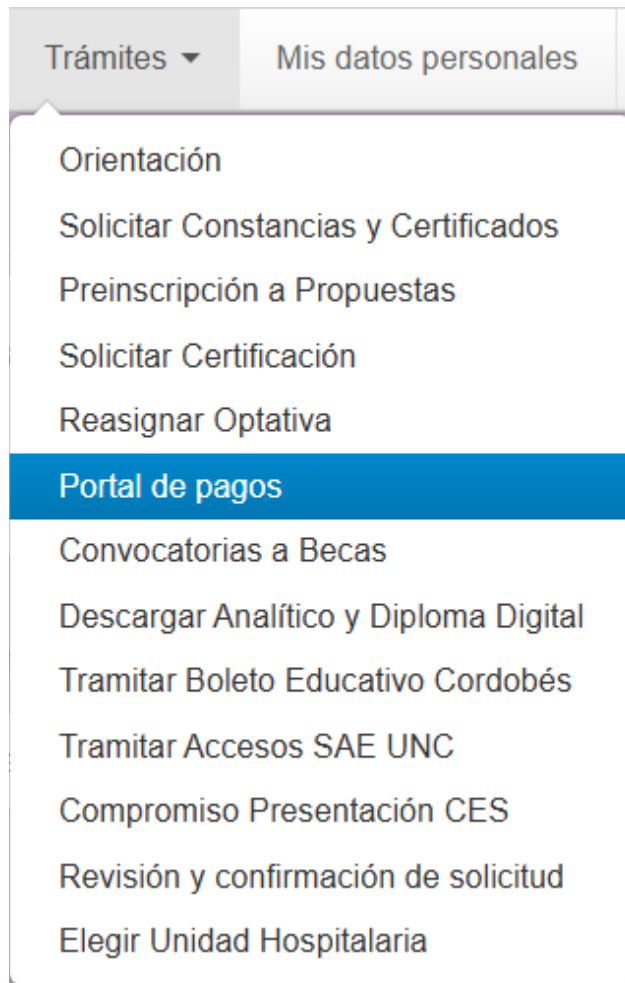 Trámites
Mis datos personales
Orientación
Solicitar Constancias y Certificados
Preinscripción a Propuestas
Solicitar Certificación
Reasignar Optativa
Portal de pagos
Convocatorias a Becas
Descargar Analítico y Diploma Digital
Tramitar Boleto Educativo Cordobés
Tramitar Accesos SAE UNC
Compromiso Presentación CES
Revisión y confirmación de solicitud
Elegir Unidad Hospitalaria